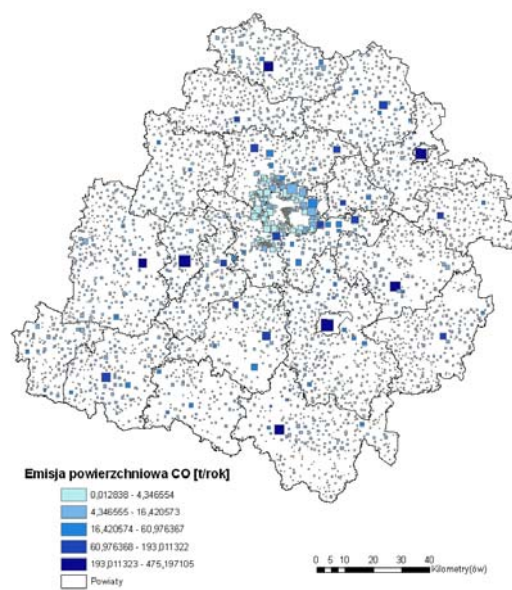 Emisja powierzchniowa CO [t/rok]
0,012838 - 4,346554
4,346555 - 16,420573
16,420574 - 60,976367
60,976368 - 193,011322
193,011323 - 475,197105
Powiaty
0 5 10 20 30 40
Kilometry(ów)